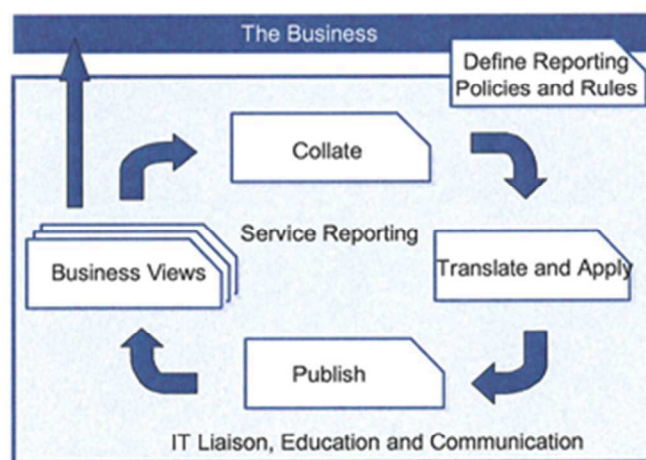 The Business
Define Reporting
Policies and Rules
Collate
Service Reporting
Business Views
Translate and Apply
Publish
IT Liaison, Education and Communication